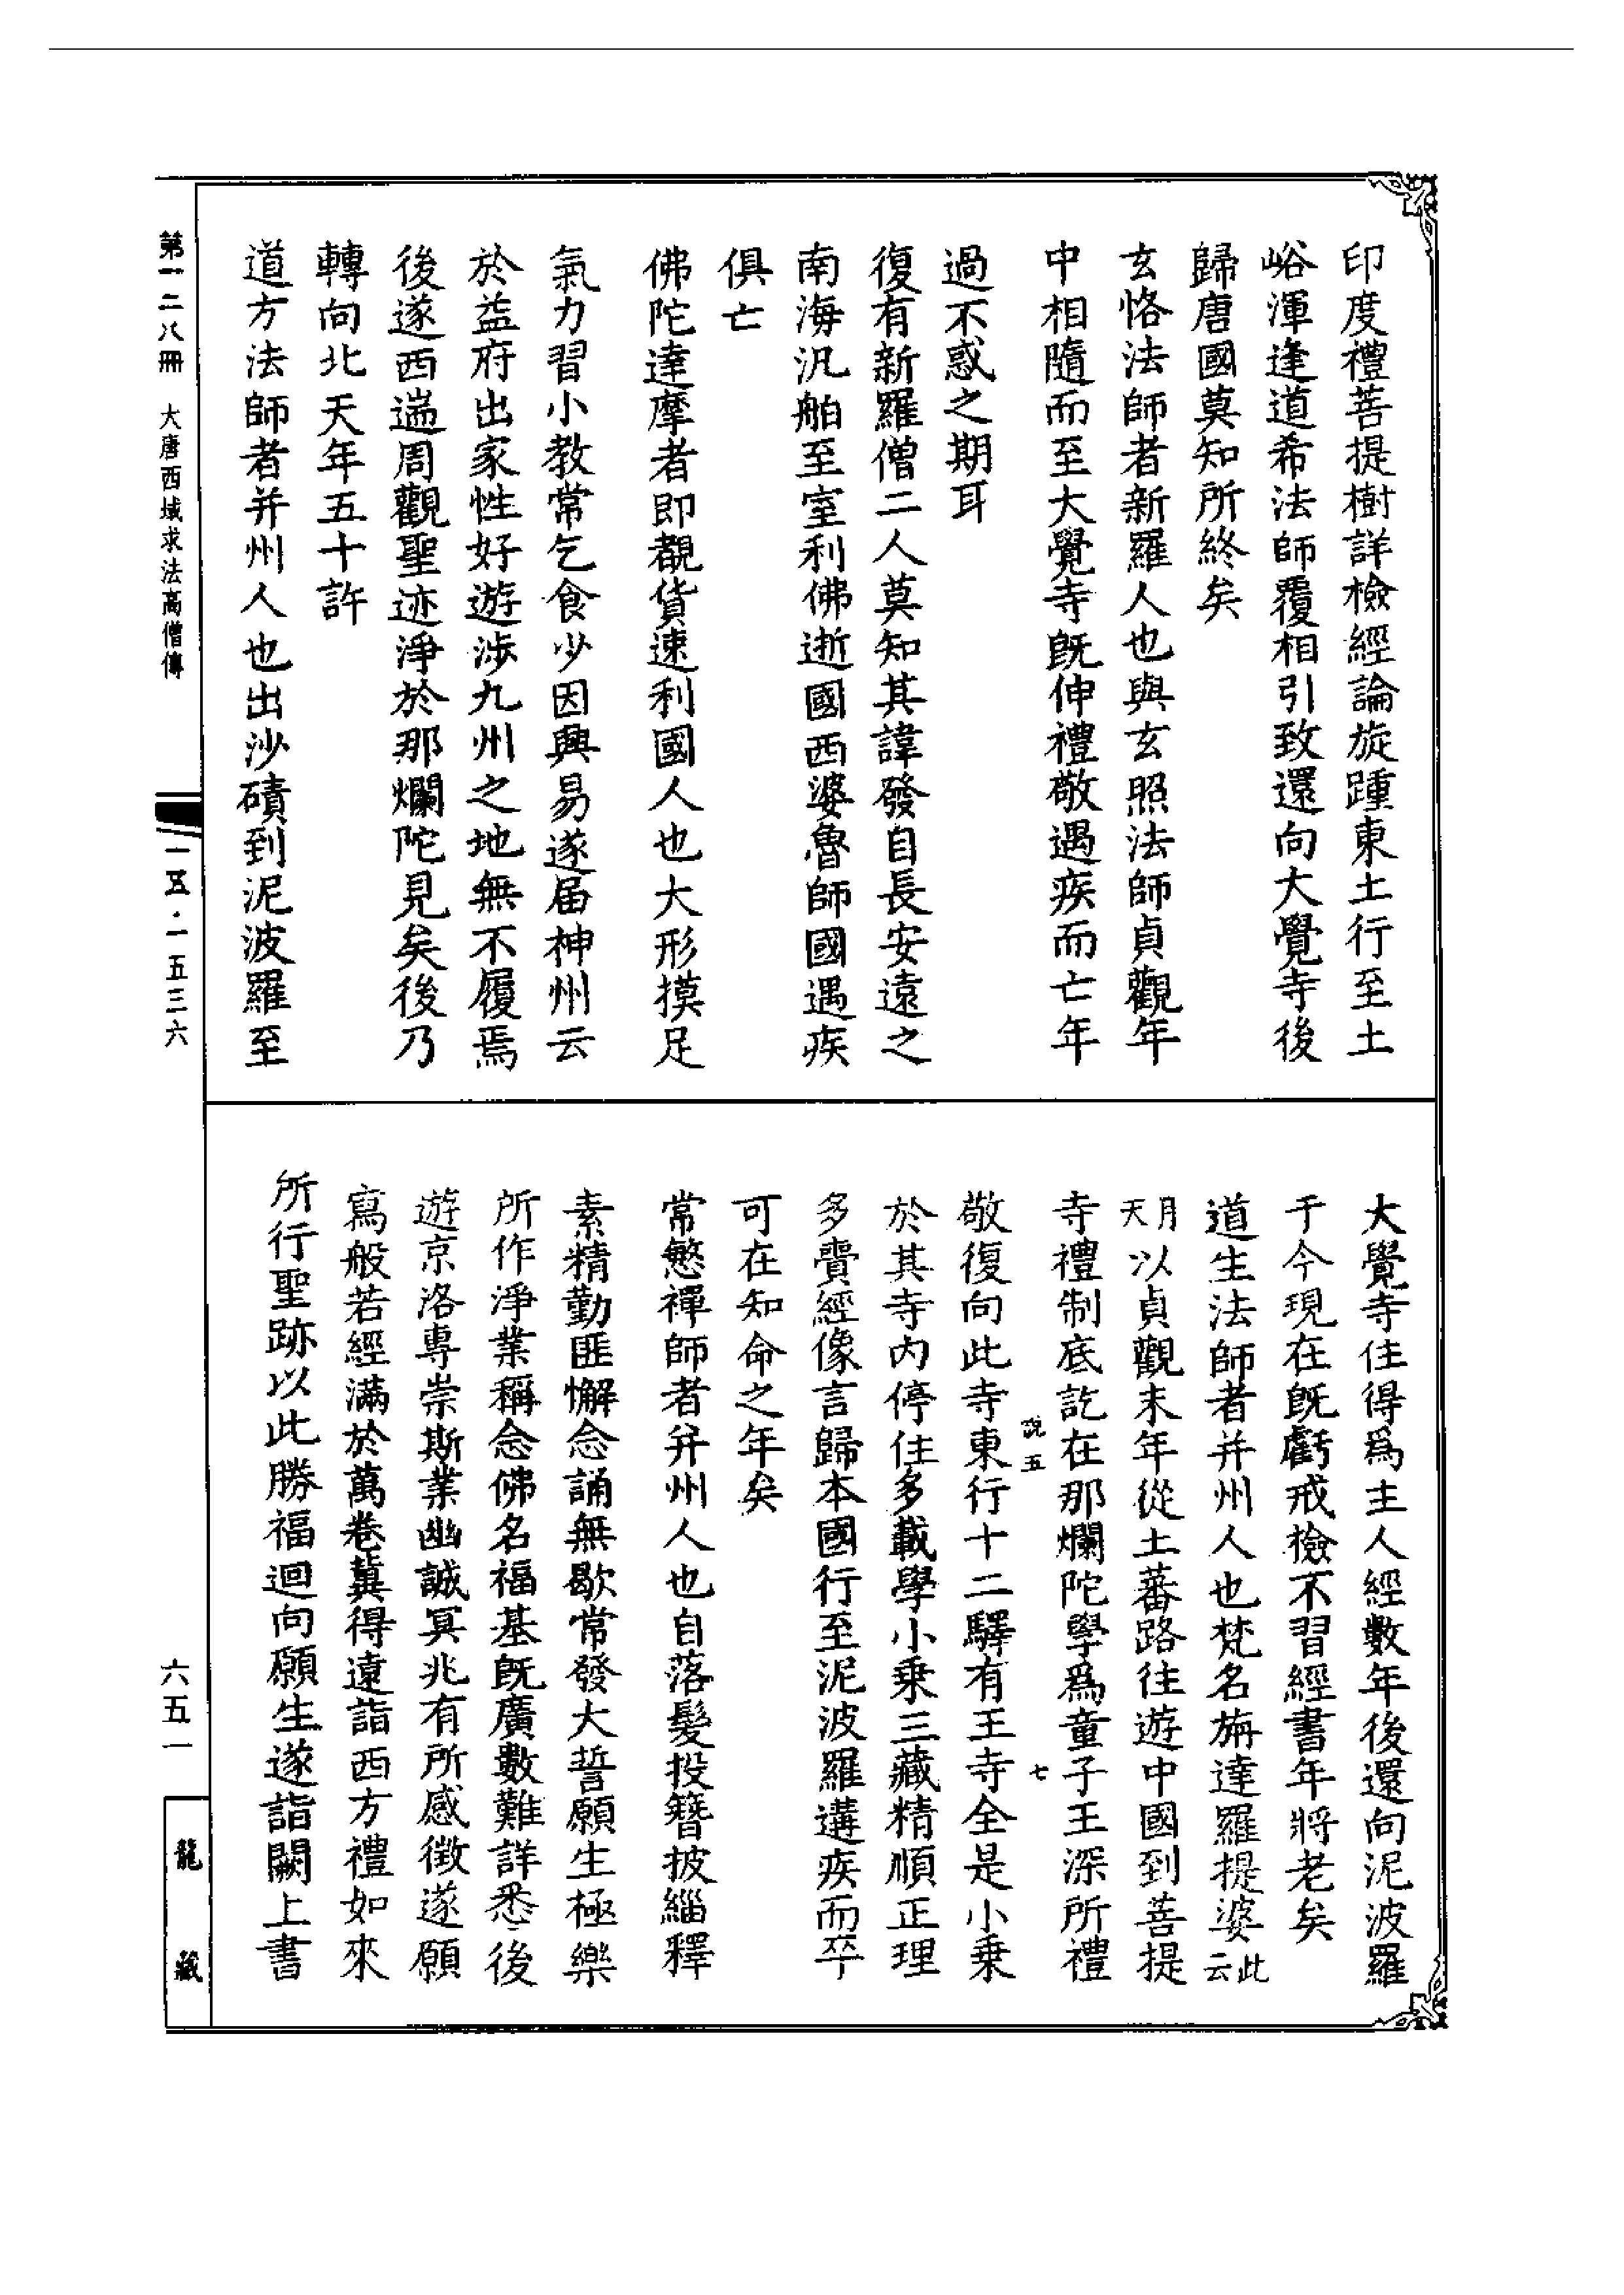 印度禮菩提樹詳檢經論旋踵東土行至土
峪渾逢道希法師覆相引致還向大覺寺後
歸唐國莫知所終矣
玄恪法師者新羅人也與玄照法師貞觀年
中相隨而至大覺寺旣伸禮敬遇疾而亡年
過不惑之期耳
復有新羅僧二人莫知其諱發自長安遠之
南海汎舶至室利佛逝國西婆魯師國遇疾
俱亡
佛陀達摩者即覩貨速利國人也大形摸足
氣力習小教常乞食少因興易遂届神州云
於益府出家性好遊涉九州之地無不履焉
後遂西遄周觀聖迹淨於那爛陀見矣後乃
轉向北天年五十許
道方法師者并州人也出沙磧到泥波羅至
大覺寺住得爲主人經數年後還向泥波羅
于今現在旣虧戒檢不習經書年將老矣
道生法師者并州人也梵名旃達羅提婆此云
月天以貞觀末年從土蕃路往遊中國到菩提
寺禮制底訖在那爛陀學爲童子王深所禮
說五 七
敬復向此寺東行十二驛有王寺全是小乗
於其寺内停住多載學小乗三藏精順正理
多賷經像言歸本國行至泥波羅遘疾而卒
可在知命之年矣
常慜禪師者并州人也自落髮投簪披緇釋
素精勤匪懈念誦無歇常發大誓願生極樂
所作淨業稱念佛名福基旣廣數難詳悉後
遊京洛專崇斯業幽誠冥兆有所感徵遂願
寫般若經滿於萬卷冀得遠詣西方禮如來
所行聖跡以此勝福迴向願生遂詣闕上書
第一二八冊 大唐西域求法高僧傳
一五·一五三六
六五一
龍藏